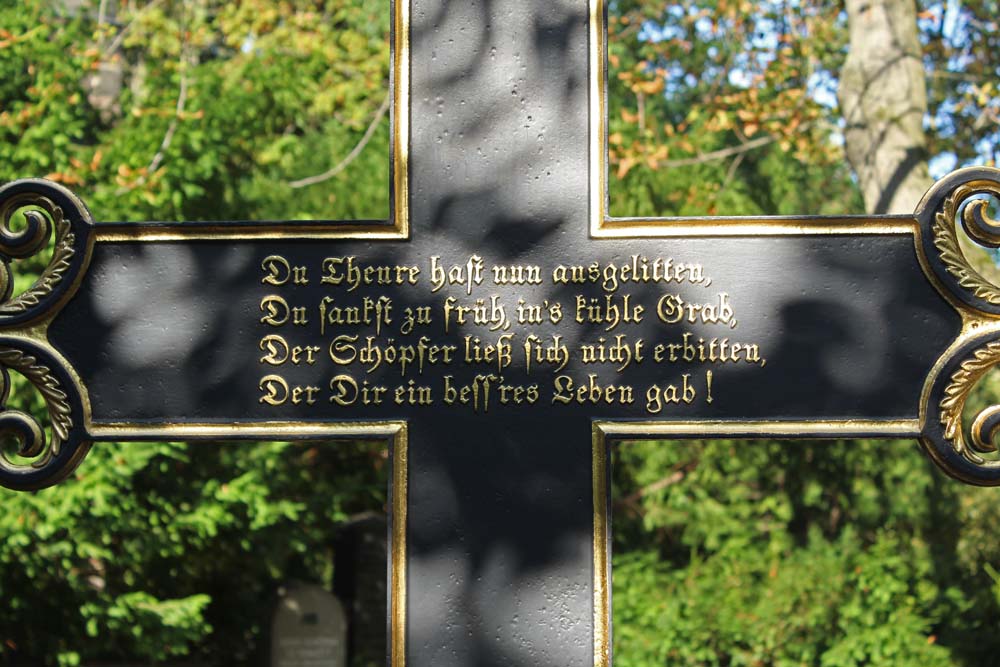 Du Theure hast nun ausgelitten,
Du sankst zu früh, in's kühle Grab,
Der Schöpfer ließ sich nicht erbitten,
Der Dir ein bess'res Leben gab!